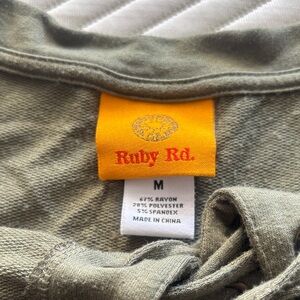 Ruby Rd.
M
67% RAYON
28% POLYESTER
5% SPANDEX
MADE IN CHINA